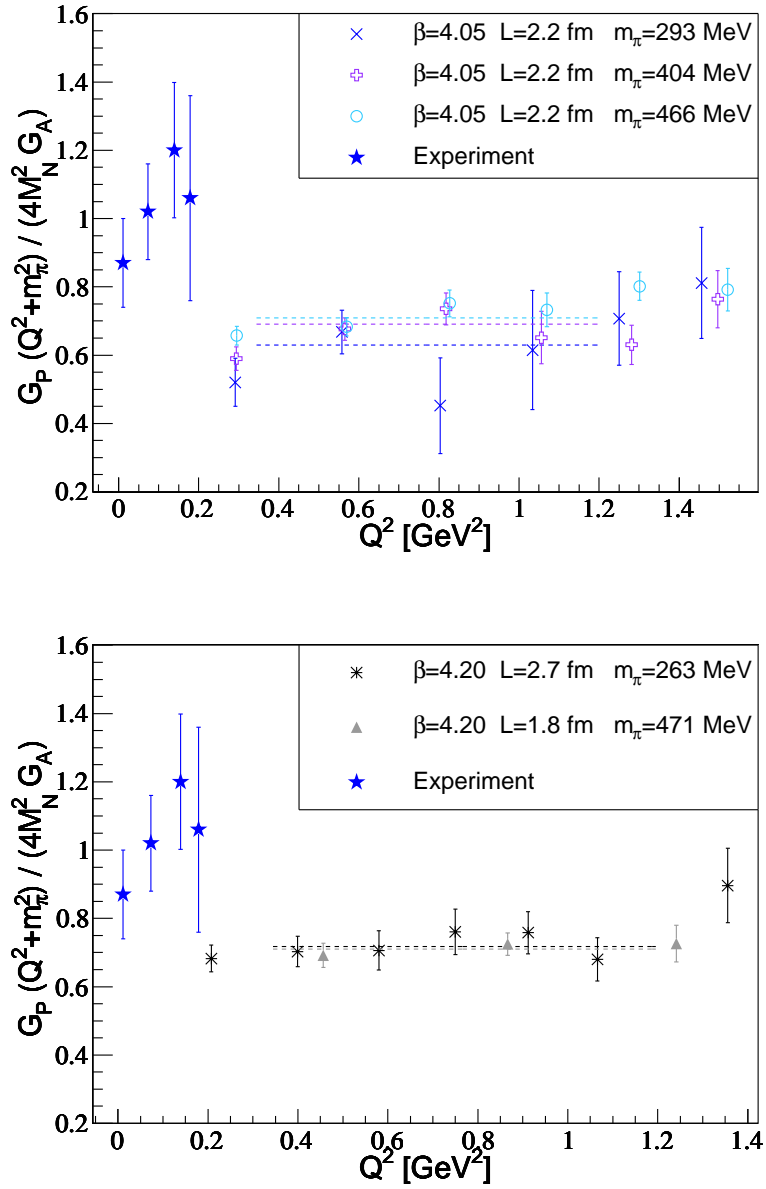 β=4.05 L=2.2 fm m_π=293 MeV
β=4.05 L=2.2 fm m_π=404 MeV
β=4.05 L=2.2 fm m_π=466 MeV
Experiment
G_P (Q²+m_π²) / (4M_N² G_A)
1.6
1.4
1.2
1
0.8
0.6
0.4
0.2
0 0.2 0.4 0.6 0.8 1 1.2 1.4
Q² [GeV²]
β=4.20 L=2.7 fm m_π=263 MeV
β=4.20 L=1.8 fm m_π=471 MeV
Experiment
G_P (Q²+m_π²) / (4M_N² G_A)
1.6
1.4
1.2
1
0.8
0.6
0.4
0.2
0 0.2 0.4 0.6 0.8 1 1.2 1.4
Q² [GeV²]